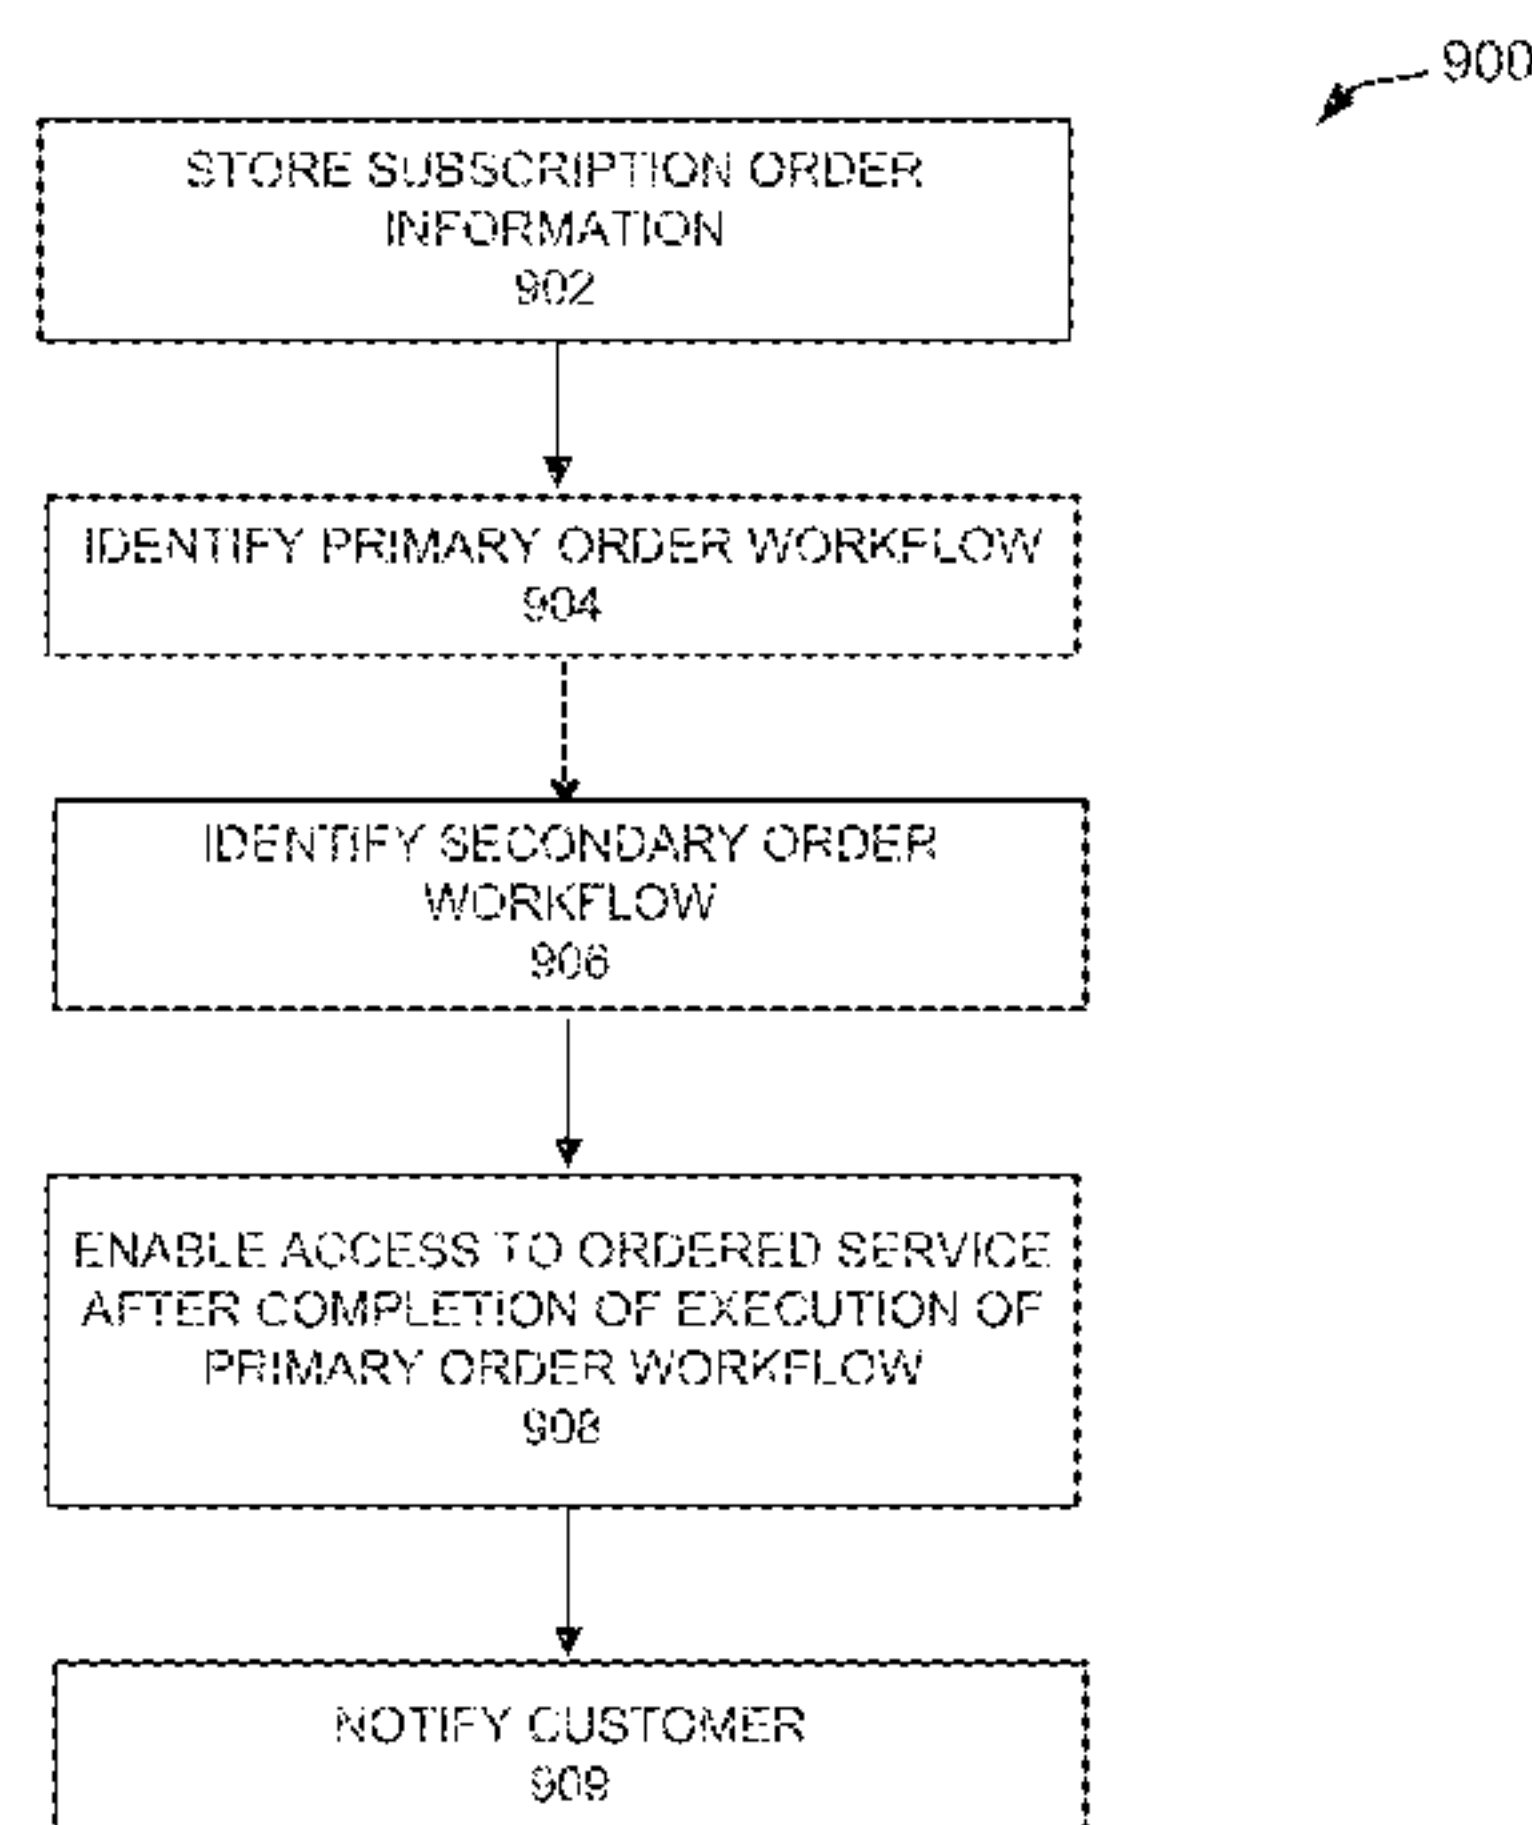 900
STORE SUBSCRIPTION ORDER
INFORMATION
902
IDENTIFY PRIMARY ORDER WORKFLOW
904
IDENTIFY SECONDARY ORDER
WORKFLOW
906
ENABLE ACCESS TO ORDERED SERVICE
AFTER COMPLETION OF EXECUTION OF
PRIMARY ORDER WORKFLOW
908
NOTIFY CUSTOMER
909